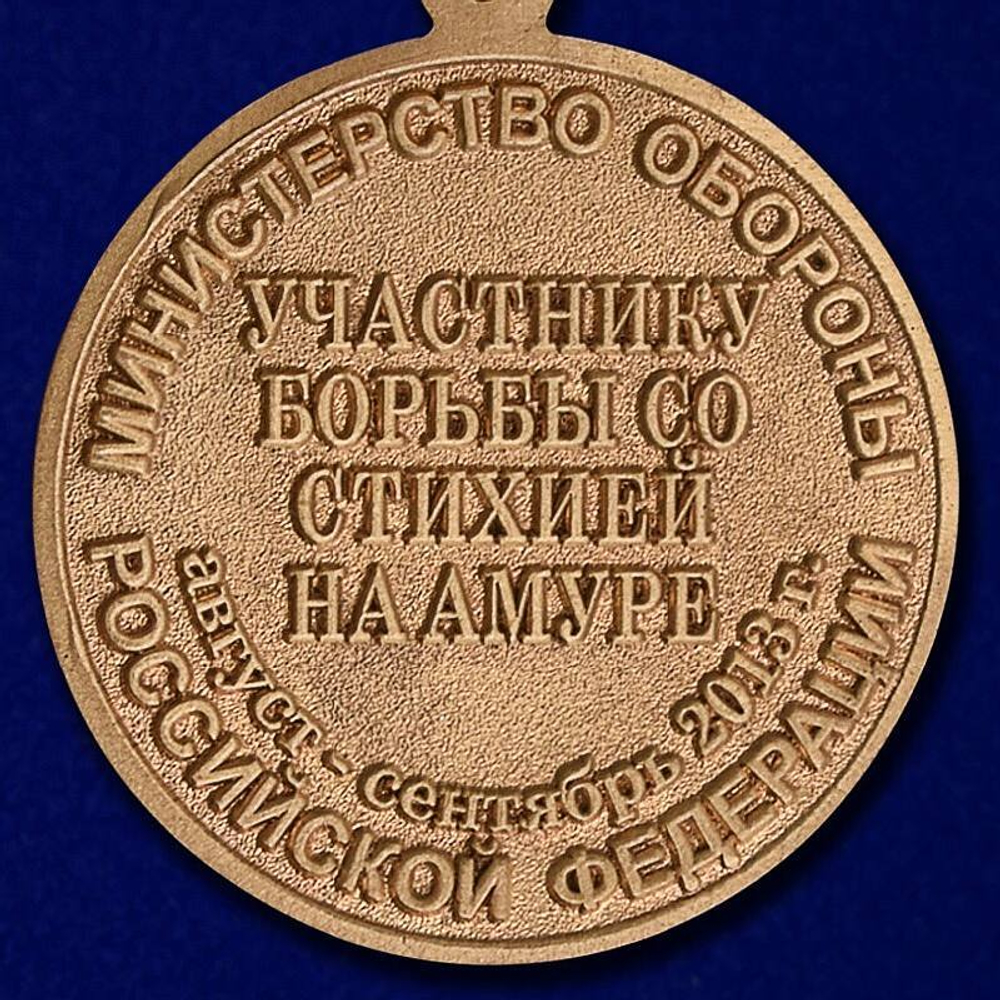 МИНИСТЕРСТВО ОБОРОНЫ
УЧАСТНИКУ
БОРЬБЫ СО
СТИХИЕЙ
НА АМУРЕ
август - сентябрь 2013 г.
РОССИЙСКОЙ ФЕДЕРАЦИИ